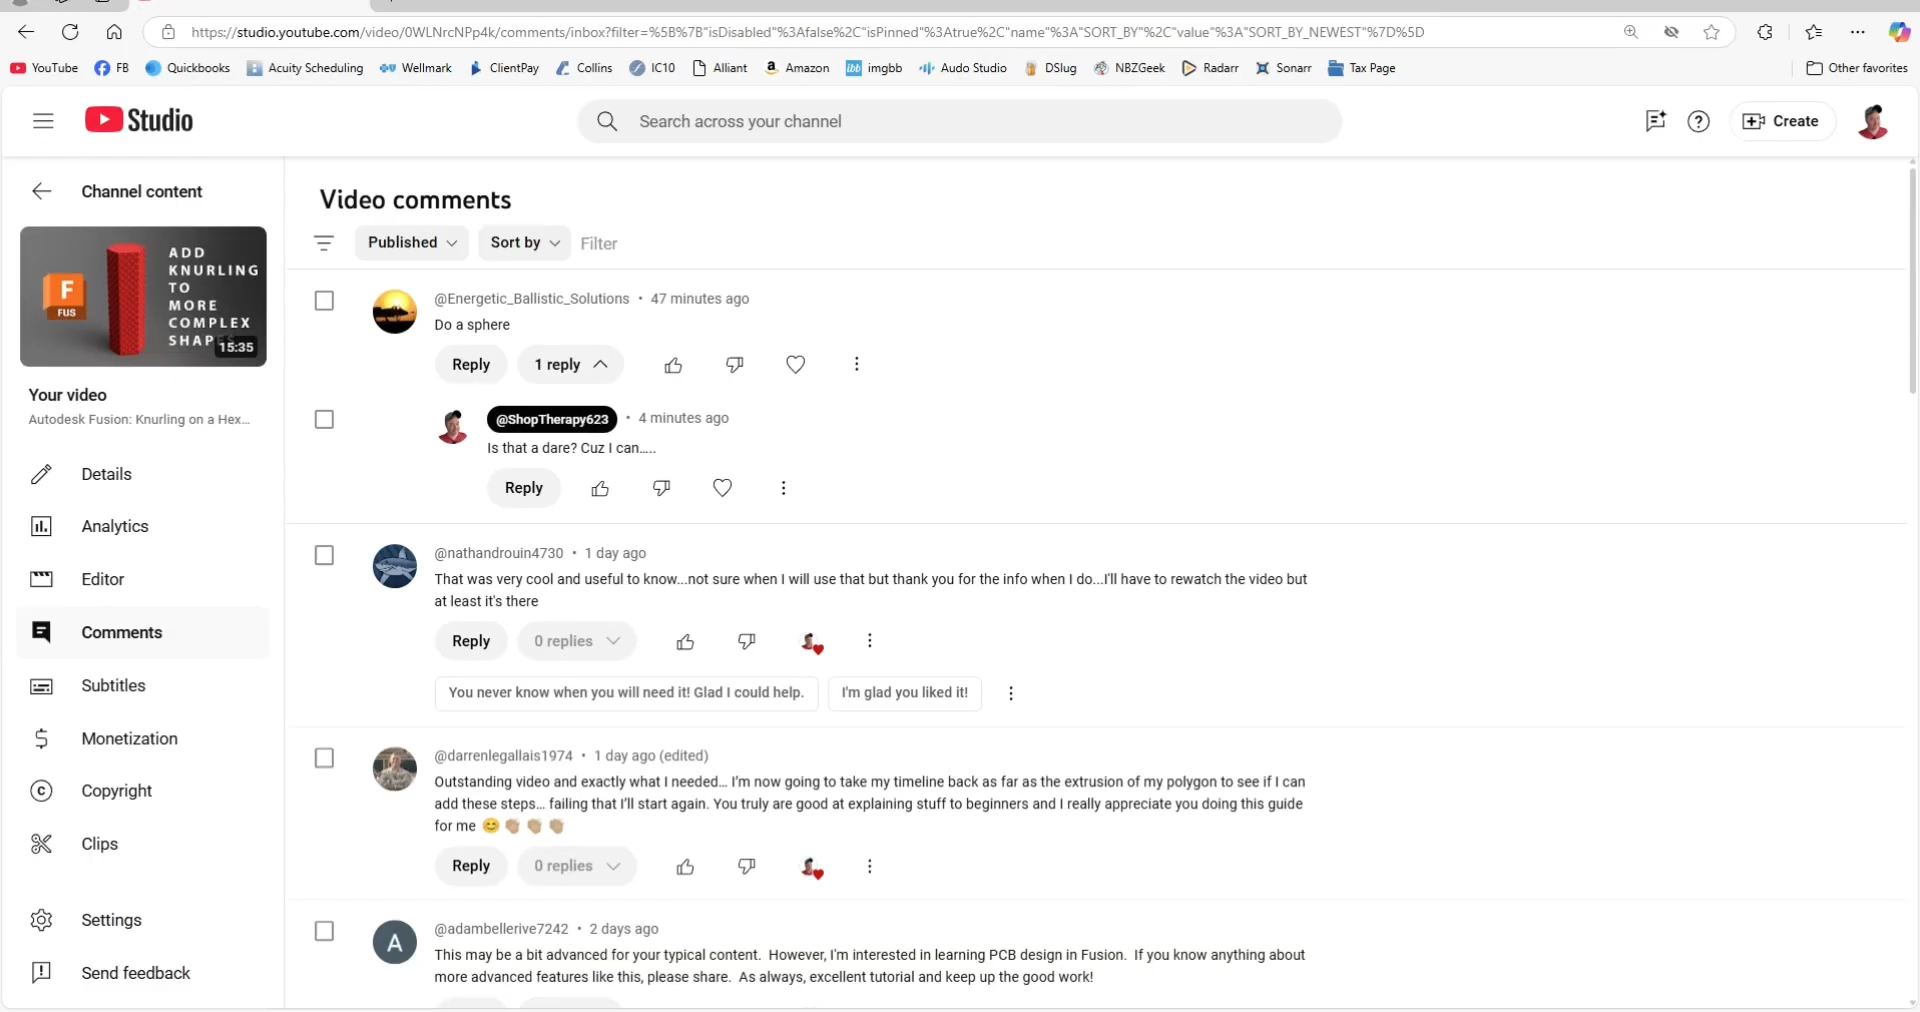 https://studio.youtube.com/video/0WLNrcNPp4k/comments/inbox?filter=%5B%7B"isDisabled"%3Afalse%2C"isPinned"%3Atrue%2C"name"%3A"SORT_BY"%2C"value"%3A"SORT_BY_NEWEST"%7D%5D
YouTube FB Quickbooks Acuity Scheduling Wellmark ClientPay Collins IC10 Alliant Amazon imgbb Audo Studio DSlug NBZGeek Radarr Sonarr Tax Page Other favorites
Studio
Search across your channel
Create
Channel content
ADD
KNURLING
TO
MORE
COMPLEX
SHAP
F
FUS
15:35
Your video
Autodesk Fusion: Knurling on a Hex...
Details
Analytics
Editor
Comments
Subtitles
Monetization
Copyright
Clips
Settings
Send feedback
Video comments
Published Sort by Filter
@Energetic_Ballistic_Solutions • 47 minutes ago
Do a sphere
Reply 1 reply
@ShopTherapy623 • 4 minutes ago
Is that a dare? Cuz I can.....
Reply
@nathandrouin4730 • 1 day ago
That was very cool and useful to know...not sure when I will use that but thank you for the info when I do...I'll have to rewatch the video but
at least it's there
Reply 0 replies
You never know when you will need it! Glad I could help. I'm glad you liked it!
@darrenlegallais1974 • 1 day ago (edited)
Outstanding video and exactly what I needed... I'm now going to take my timeline back as far as the extrusion of my polygon to see if I can
add these steps... failing that I'll start again. You truly are good at explaining stuff to beginners and I really appreciate you doing this guide
for me 😊 👏🏼 👏🏼 👏🏼
Reply 0 replies
A
@adambellerive7242 • 2 days ago
This may be a bit advanced for your typical content. However, I'm interested in learning PCB design in Fusion. If you know anything about
more advanced features like this, please share. As always, excellent tutorial and keep up the good work!